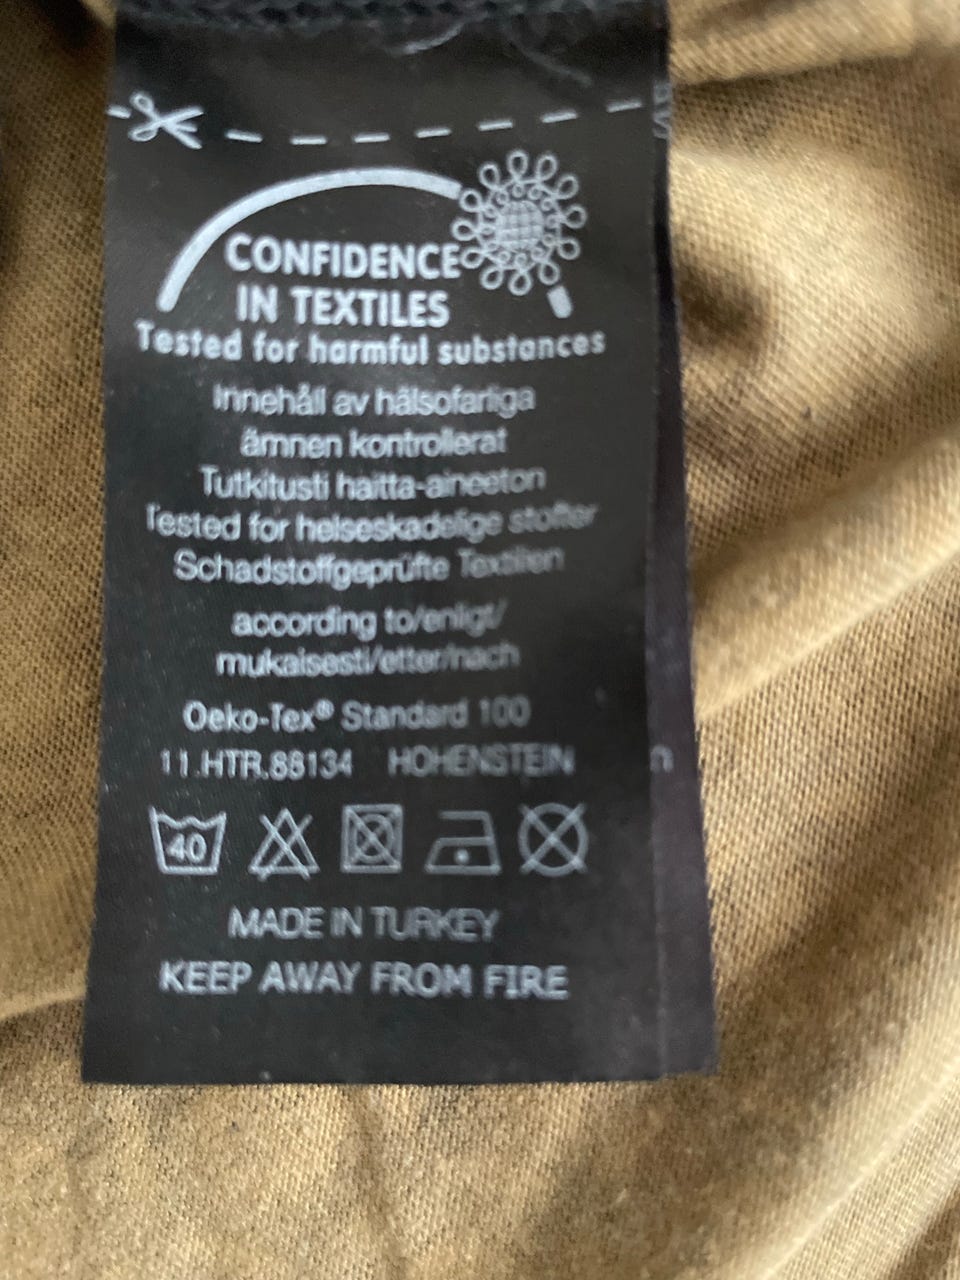 CONFIDENCE
IN TEXTILES
Tested for harmful substances
Innehåll av hälsofarliga
ämnen kontrollerat
Tutkitusti haitta-aineeton
Tested for helseskadelige stoffer
Schadstoffgeprüfte Textilien
according to/enligt/
mukaisesti/etter/nach
Oeko-Tex® Standard 100
11.HTR.88134 HOHENSTEIN
40
MADE IN TURKEY
KEEP AWAY FROM FIRE